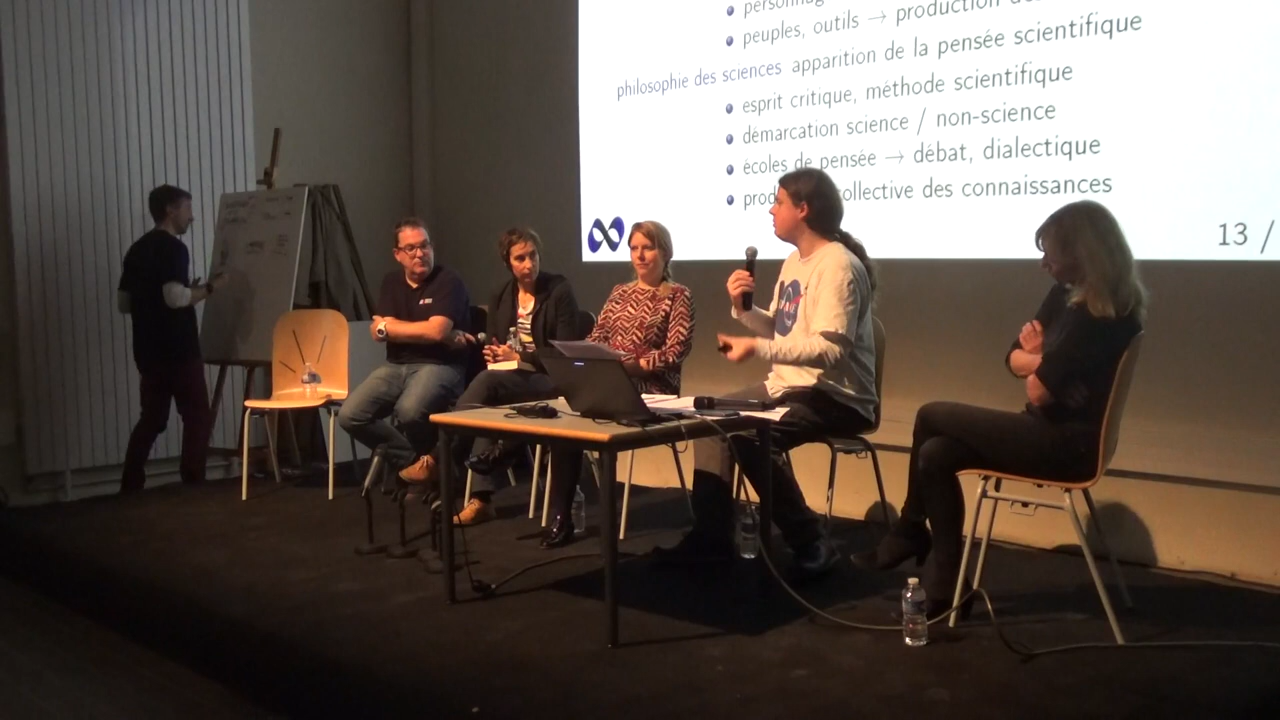 peuples, outils → production
philosophie des sciences apparition de la pensée scientifique
esprit critique, méthode scientifique
démarcation science / non-science
écoles de pensée → débat, dialectique
collective des connaissances
13 /